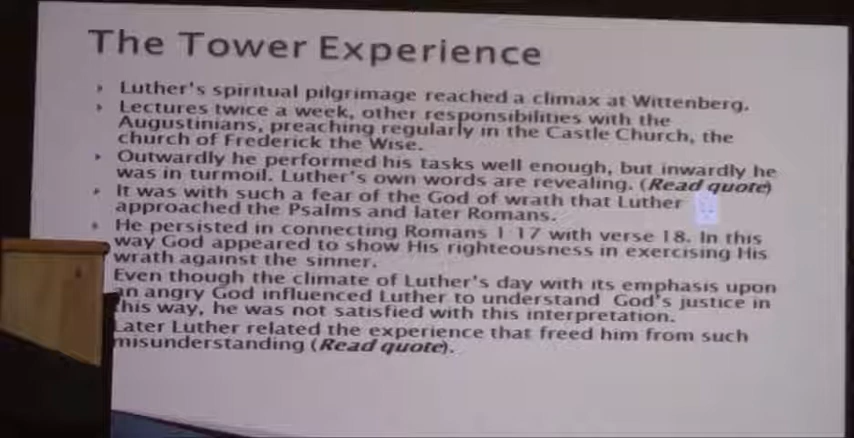 The Tower Experience
Luther's spiritual pilgrimage reached a climax at Wittenberg.
Lectures twice a week, other responsibilities with the
Augustinians, preaching regularly in the Castle Church, the
church of Frederick the Wise.
Outwardly he performed his tasks well enough, but inwardly he
was in turmoil. Luther's own words are revealing. (Read quote)
It was with such a fear of the God of wrath that Luther
approached the Psalms and later Romans.
He persisted in connecting Romans 1 17 with verse 18. In this
way God appeared to show His righteousness in exercising His
wrath against the sinner.
Even though the climate of Luther's day with its emphasis upon
an angry God influenced Luther to understand God's justice in
this way, he was not satisfied with this interpretation.
Later Luther related the experience that freed him from such
misunderstanding (Read quote).